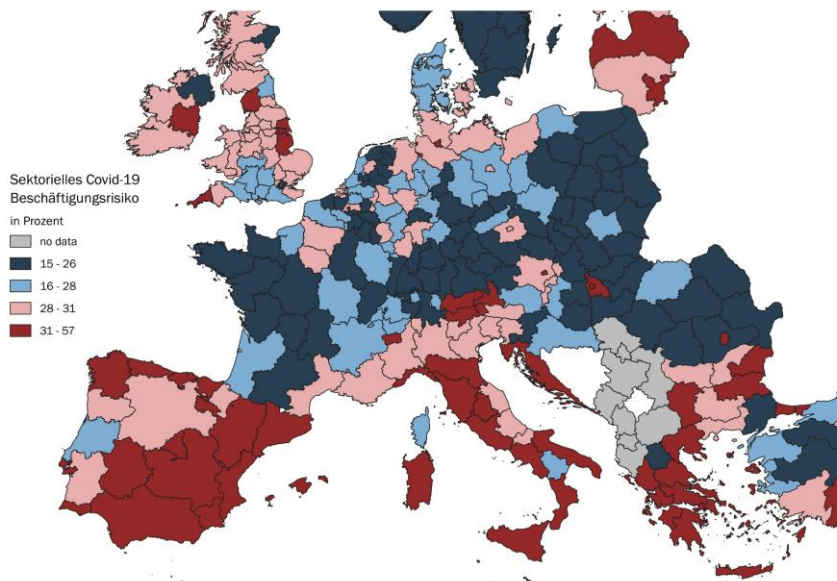 Sektorielles Covid-19
Beschäftigungsrisiko
in Prozent
no data
15 - 26
16 - 28
28 - 31
31 - 57